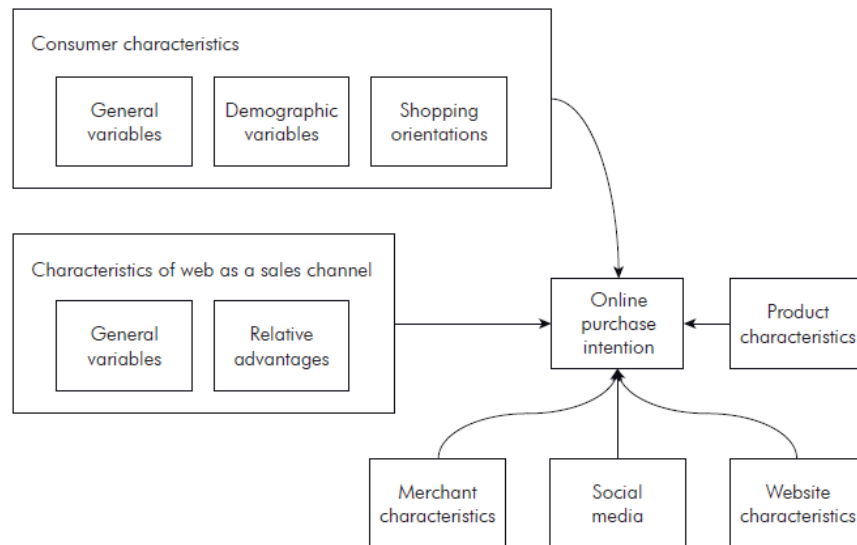 Consumer characteristics
General
variables
Demographic
variables
Shopping
orientations
Characteristics of web as a sales channel
General
variables
Relative
advantages
Online
purchase
intention
Product
characteristics
Merchant
characteristics
Social
media
Website
characteristics